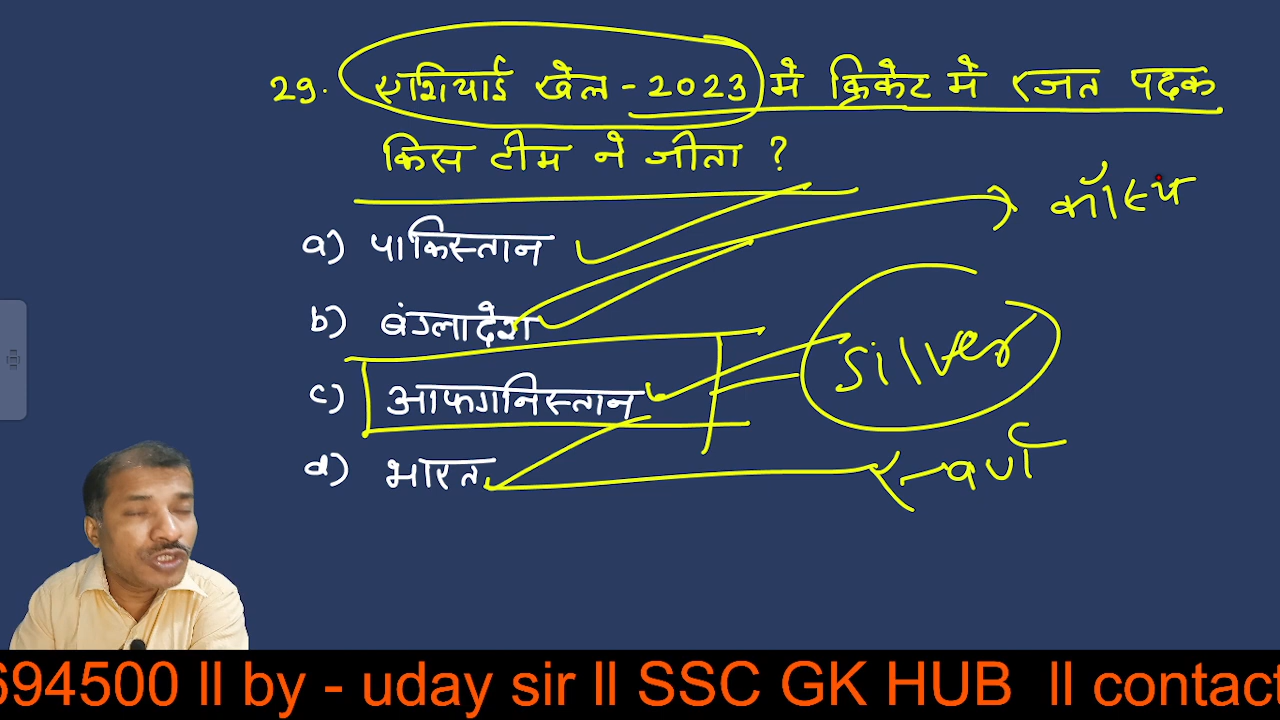 29. एशियाई खेल - 2023 में क्रिकेट में रजत पदक
किस टीम ने जीता ?
a) पाकिस्तान
b) बंग्लादेश
c) आफगनिस्तान
d) भारत
काँस्य
silver
स्वर्ण
694500 ll by - uday sir ll SSC GK HUB ll contact